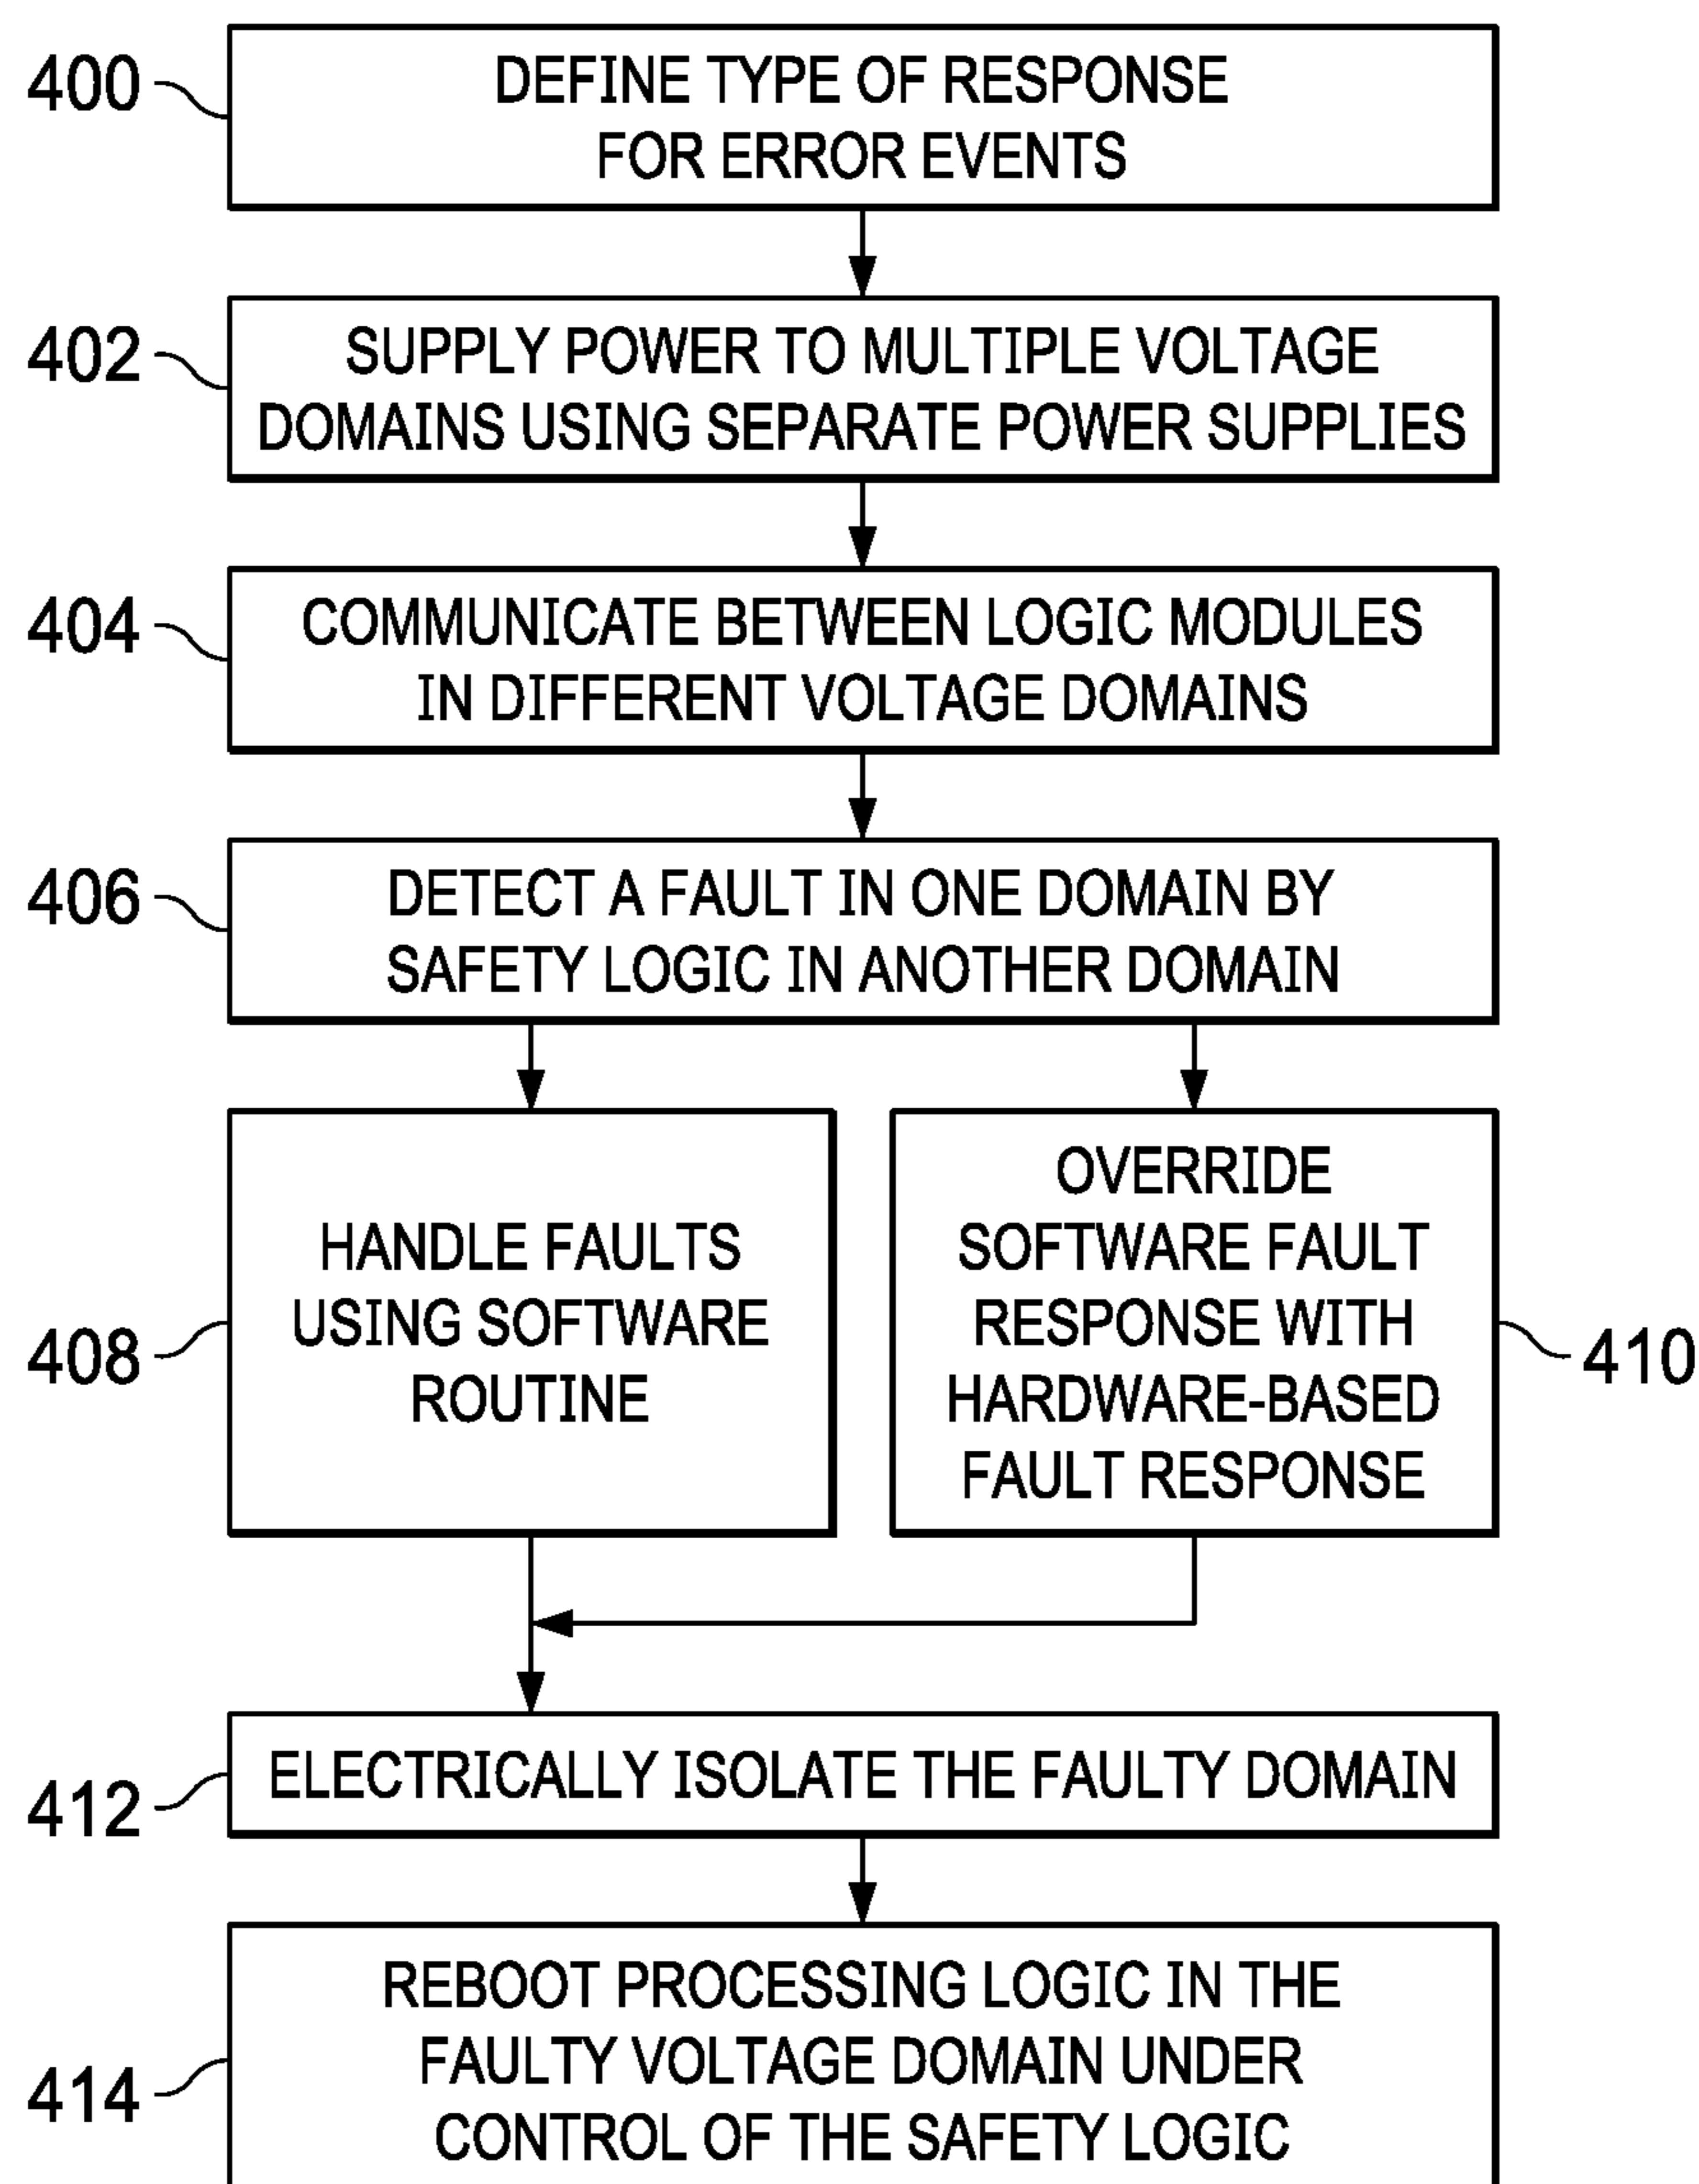 400
DEFINE TYPE OF RESPONSE
FOR ERROR EVENTS
402
SUPPLY POWER TO MULTIPLE VOLTAGE
DOMAINS USING SEPARATE POWER SUPPLIES
404
COMMUNICATE BETWEEN LOGIC MODULES
IN DIFFERENT VOLTAGE DOMAINS
406
DETECT A FAULT IN ONE DOMAIN BY
SAFETY LOGIC IN ANOTHER DOMAIN
408
HANDLE FAULTS
USING SOFTWARE
ROUTINE
OVERRIDE
SOFTWARE FAULT
RESPONSE WITH
HARDWARE-BASED
FAULT RESPONSE
410
412
ELECTRICALLY ISOLATE THE FAULTY DOMAIN
414
REBOOT PROCESSING LOGIC IN THE
FAULTY VOLTAGE DOMAIN UNDER
CONTROL OF THE SAFETY LOGIC